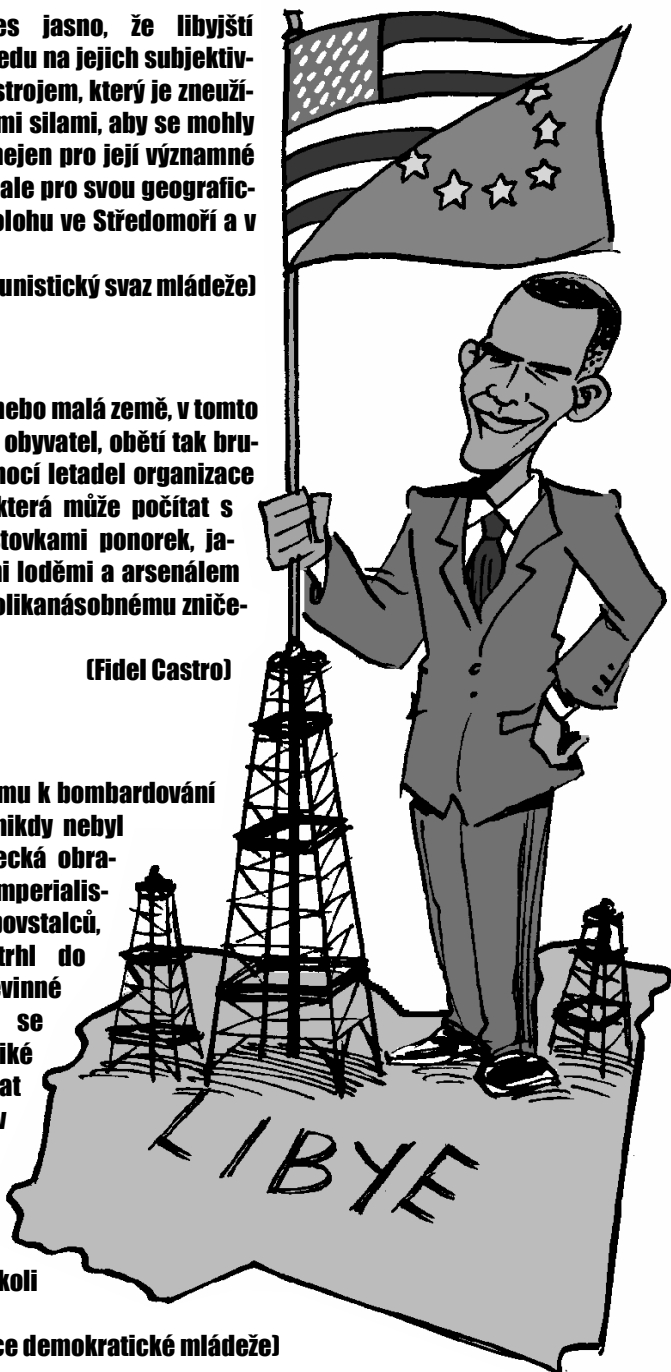 es jasno, že libyjští
edu na jejich subjektiv-
strojem, který je zneuží-
mi silami, aby se mohly
nejen pro její významné
ale pro svou geografic-
olohu ve Středomoří a v
unistický svaz mládeže)
nebo malá země, v tomto
obyvatel, obětí tak bru-
mocí letadel organizace
která může počítat s
tovkami ponorek, ja-
ni loděmi a arsenálem
olikanásobnému zniče-
(Fidel Castro)
mu k bombardování
nikdy nebyl
ecká obra-
imperialis-
povstalců,
trhl do
evinné
se
iké
at
v
koli
ce demokratické mládeže)
LIBYE